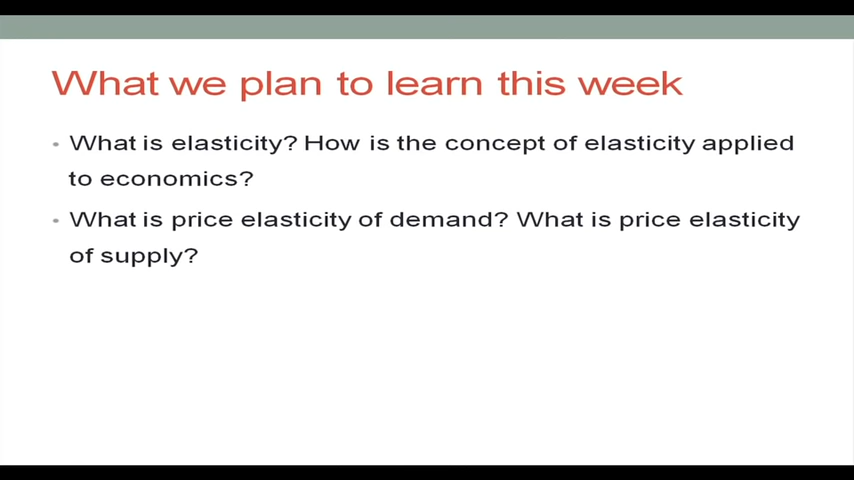 What we plan to learn this week
What is elasticity? How is the concept of elasticity applied
to economics?
What is price elasticity of demand? What is price elasticity
of supply?